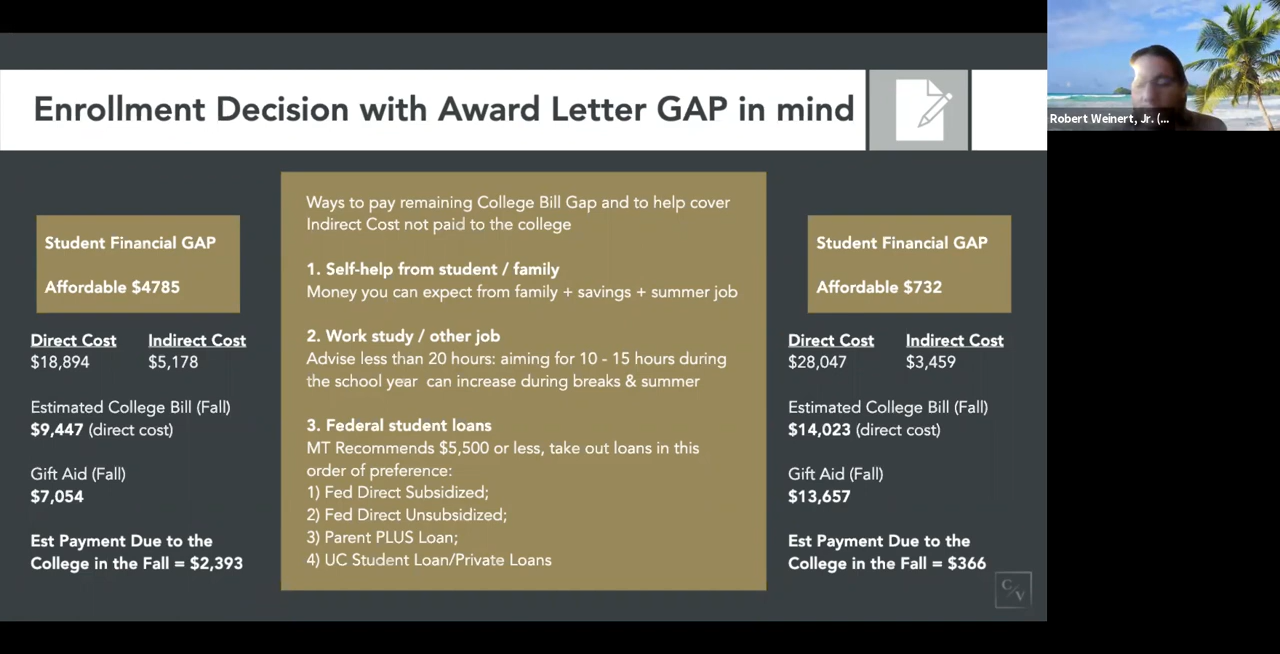 Enrollment Decision with Award Letter GAP in mind
Robert Weinert, Jr. (...
Student Financial GAP
Affordable $4785
Direct Cost Indirect Cost
$18,894 $5,178
Estimated College Bill (Fall)
$9,447 (direct cost)
Gift Aid (Fall)
$7,054
Est Payment Due to the
College in the Fall = $2,393
Ways to pay remaining College Bill Gap and to help cover
Indirect Cost not paid to the college
1. Self-help from student / family
Money you can expect from family + savings + summer job
2. Work study / other job
Advise less than 20 hours: aiming for 10 - 15 hours during
the school year can increase during breaks & summer
3. Federal student loans
MT Recommends $5,500 or less, take out loans in this
order of preference:
1) Fed Direct Subsidized;
2) Fed Direct Unsubsidized;
3) Parent PLUS Loan;
4) UC Student Loan/Private Loans
Student Financial GAP
Affordable $732
Direct Cost Indirect Cost
$28,047 $3,459
Estimated College Bill (Fall)
$14,023 (direct cost)
Gift Aid (Fall)
$13,657
Est Payment Due to the
College in the Fall = $366
C/V